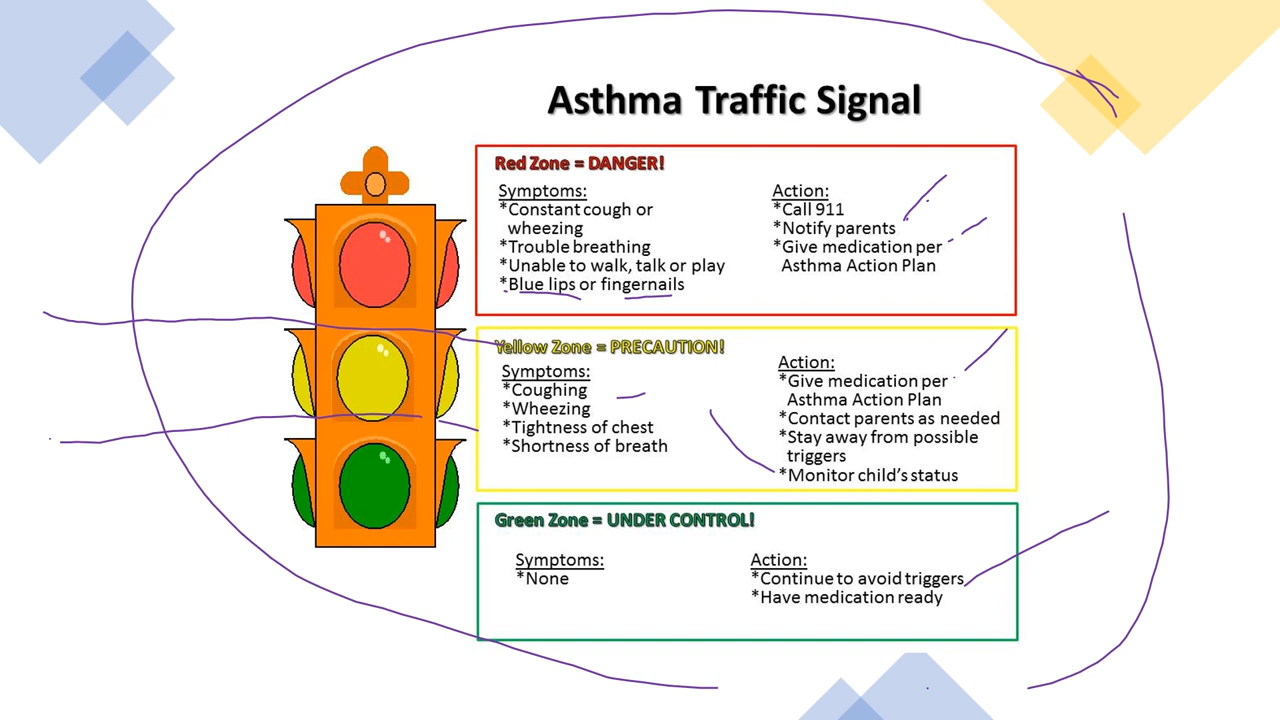 Asthma Traffic Signal
Red Zone = DANGER!
Symptoms:
*Constant cough or
wheezing
*Trouble breathing
*Unable to walk, talk or play
*Blue lips or fingernails
Action:
*Call 911
*Notify parents
*Give medication per
Asthma Action Plan
Yellow Zone = PRECAUTION!
Symptoms:
*Coughing
*Wheezing
*Tightness of chest
*Shortness of breath
Action:
*Give medication per
Asthma Action Plan
*Contact parents as needed
*Stay away from possible
triggers
*Monitor child's status
Green Zone = UNDER CONTROL!
Symptoms:
*None
Action:
*Continue to avoid triggers
*Have medication ready